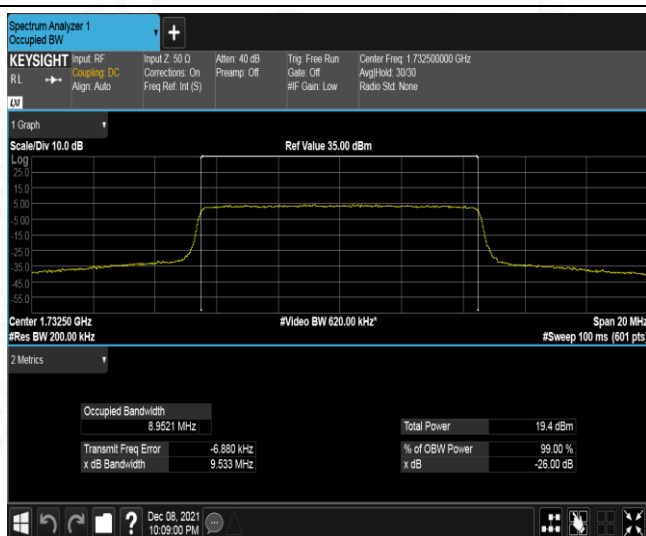 Spectrum Analyzer 1
Occupied BW
KEYSIGHT
RL
Input: RF
Coupling: DC
Align: Auto
Input Z: 50 Ω
Corrections: On
Freq Ref: Int (S)
Atten: 40 dB
Preamp: Off
Trig: Free Run
Gate: Off
#IF Gain: Low
Center Freq: 1.732500000 GHz
Avg|Hold: 30/30
Radio Std: None
LXI
1 Graph
Scale/Div 10.0 dB
Ref Value 35.00 dBm
Log
25.0
15.0
5.00
-5.00
-15.0
-25.0
-35.0
-45.0
-55.0
Center 1.73250 GHz
#Video BW 620.00 kHz*
Span 20 MHz
#Res BW 200.00 kHz
#Sweep 100 ms (601 pts)
2 Metrics
Occupied Bandwidth
8.9521 MHz
Total Power 19.4 dBm
Transmit Freq Error -6.880 kHz
% of OBW Power 99.00 %
x dB Bandwidth 9.533 MHz
x dB -26.00 dB
?
Dec 08, 2021
10:09:00 PM